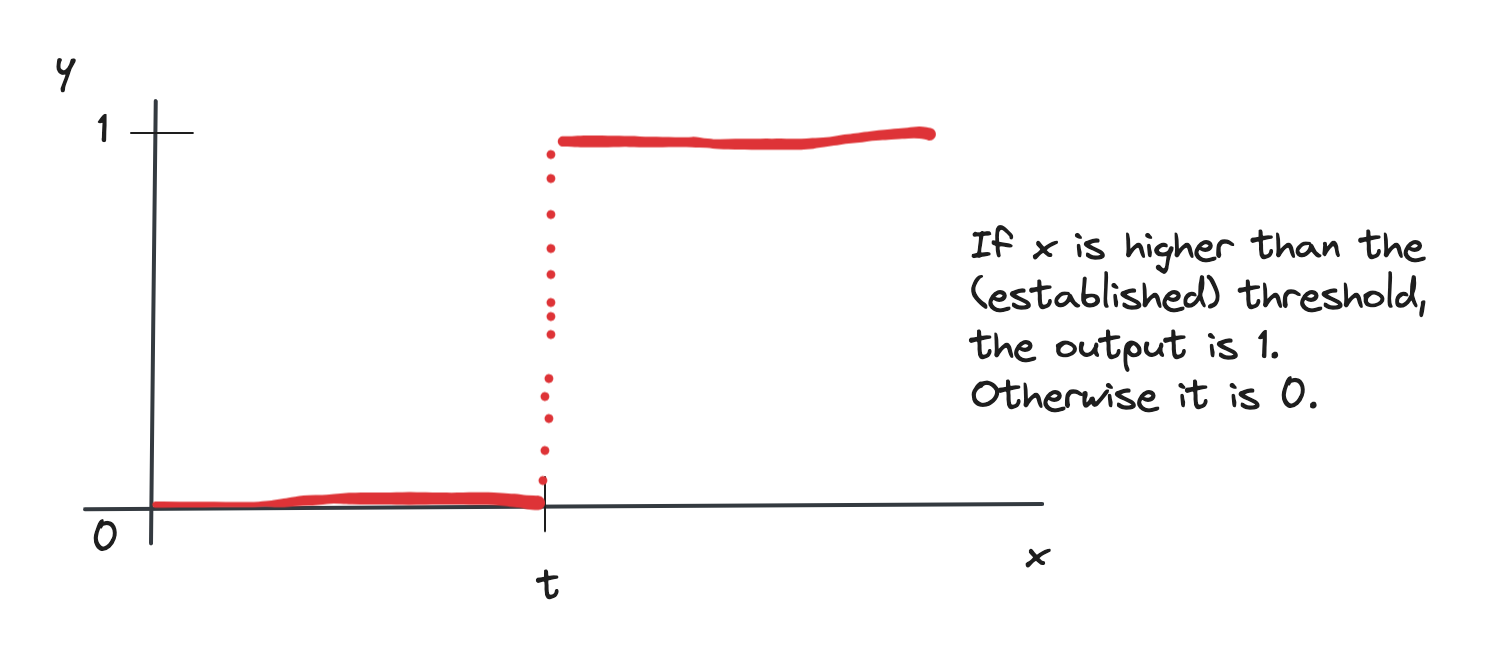 y
1
If x is higher than the
(established) threshold,
the output is 1.
Otherwise it is 0.
0
x
t